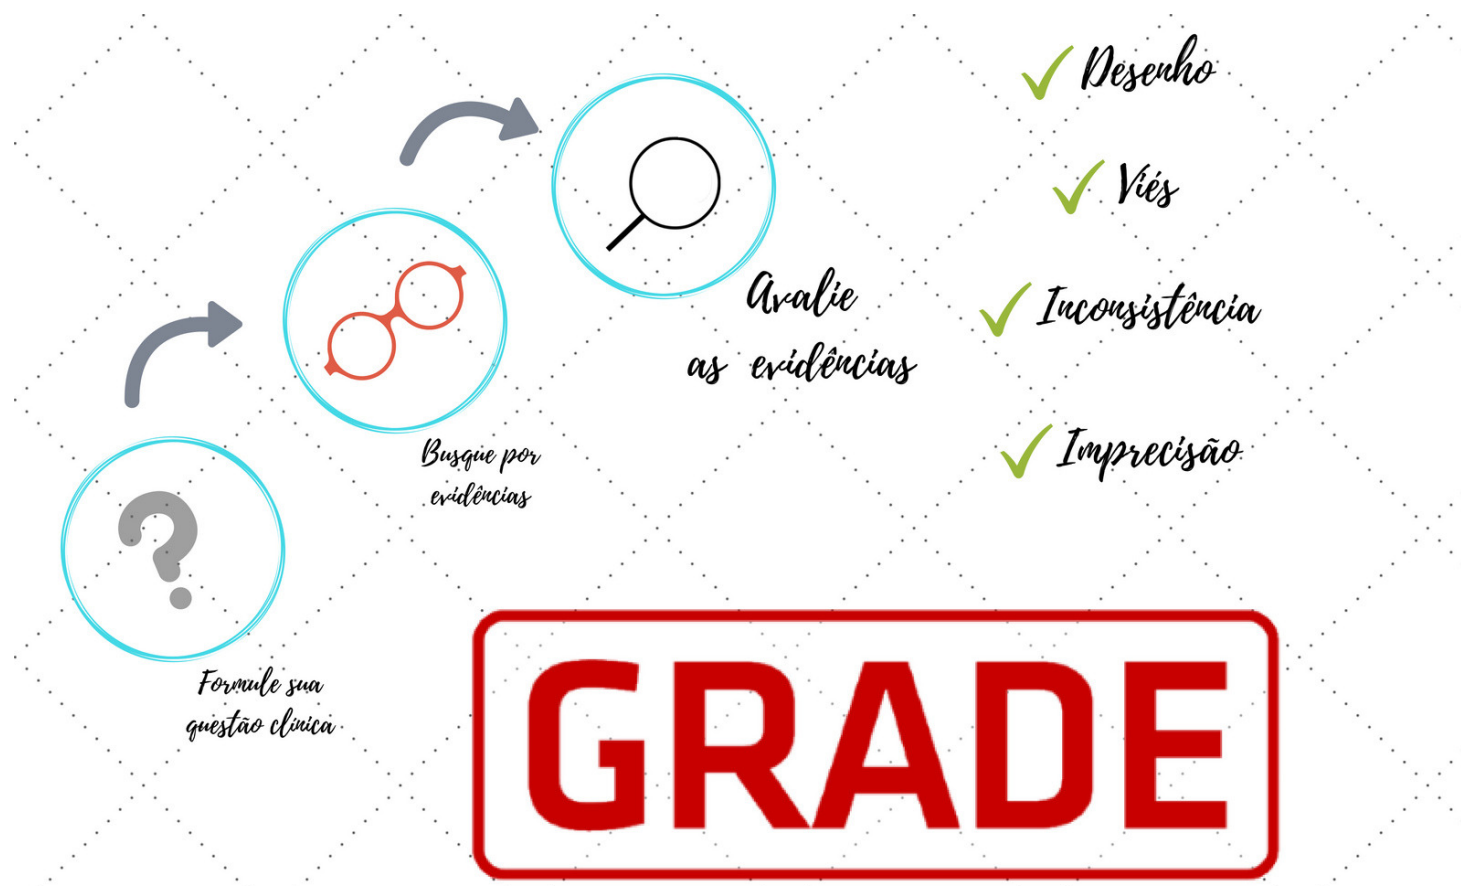 Formule sua
questão clínica
Busque por
evidências
Avalie
as evidências
Desenho
Viés
Inconsistência
Imprecisão
GRADE